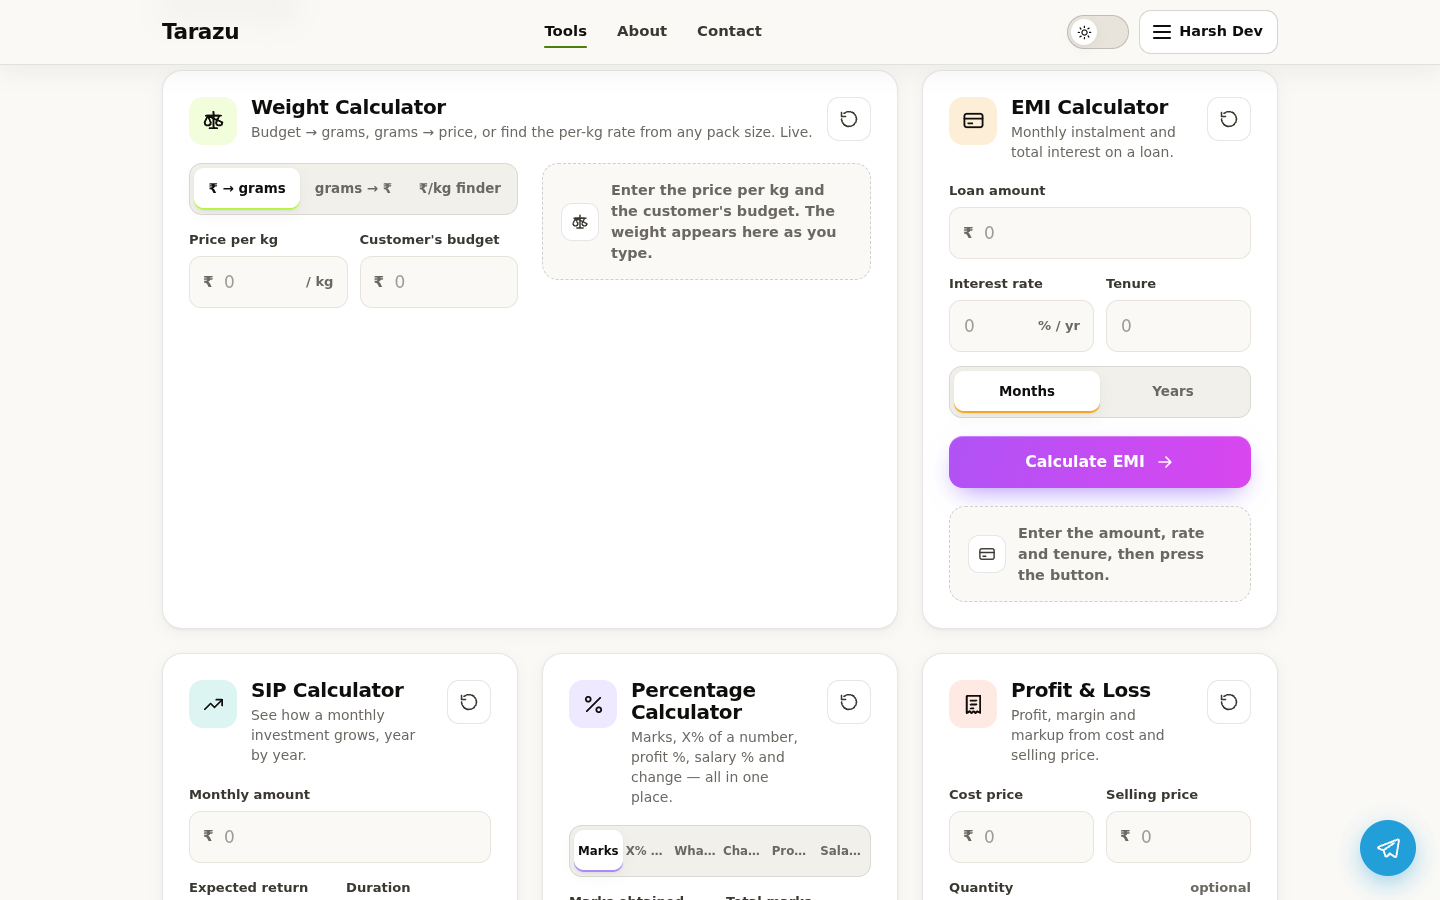 Tarazu
Tools
About
Contact
Harsh Dev
Weight Calculator
Budget → grams, grams → price, or find the per-kg rate from any pack size. Live.
₹ → grams
grams → ₹
₹/kg finder
Enter the price per kg and
the customer's budget. The
weight appears here as you
type.
Price per kg
Customer's budget
₹ 0 / kg
₹ 0
EMI Calculator
Monthly instalment and
total interest on a loan.
Loan amount
₹ 0
Interest rate
Tenure
0 % / yr
0
Months
Years
Calculate EMI →
Enter the amount, rate
and tenure, then press
the button.
SIP Calculator
See how a monthly
investment grows, year
by year.
Monthly amount
₹ 0
Expected return
Duration
Percentage
Calculator
Marks, X% of a number,
profit %, salary % and
change — all in one
place.
Marks
X% ...
Wha...
Cha...
Pro...
Sala...
Marks obtained
Total marks
Profit & Loss
Profit, margin and
markup from cost and
selling price.
Cost price
Selling price
₹ 0
₹ 0
Quantity
optional